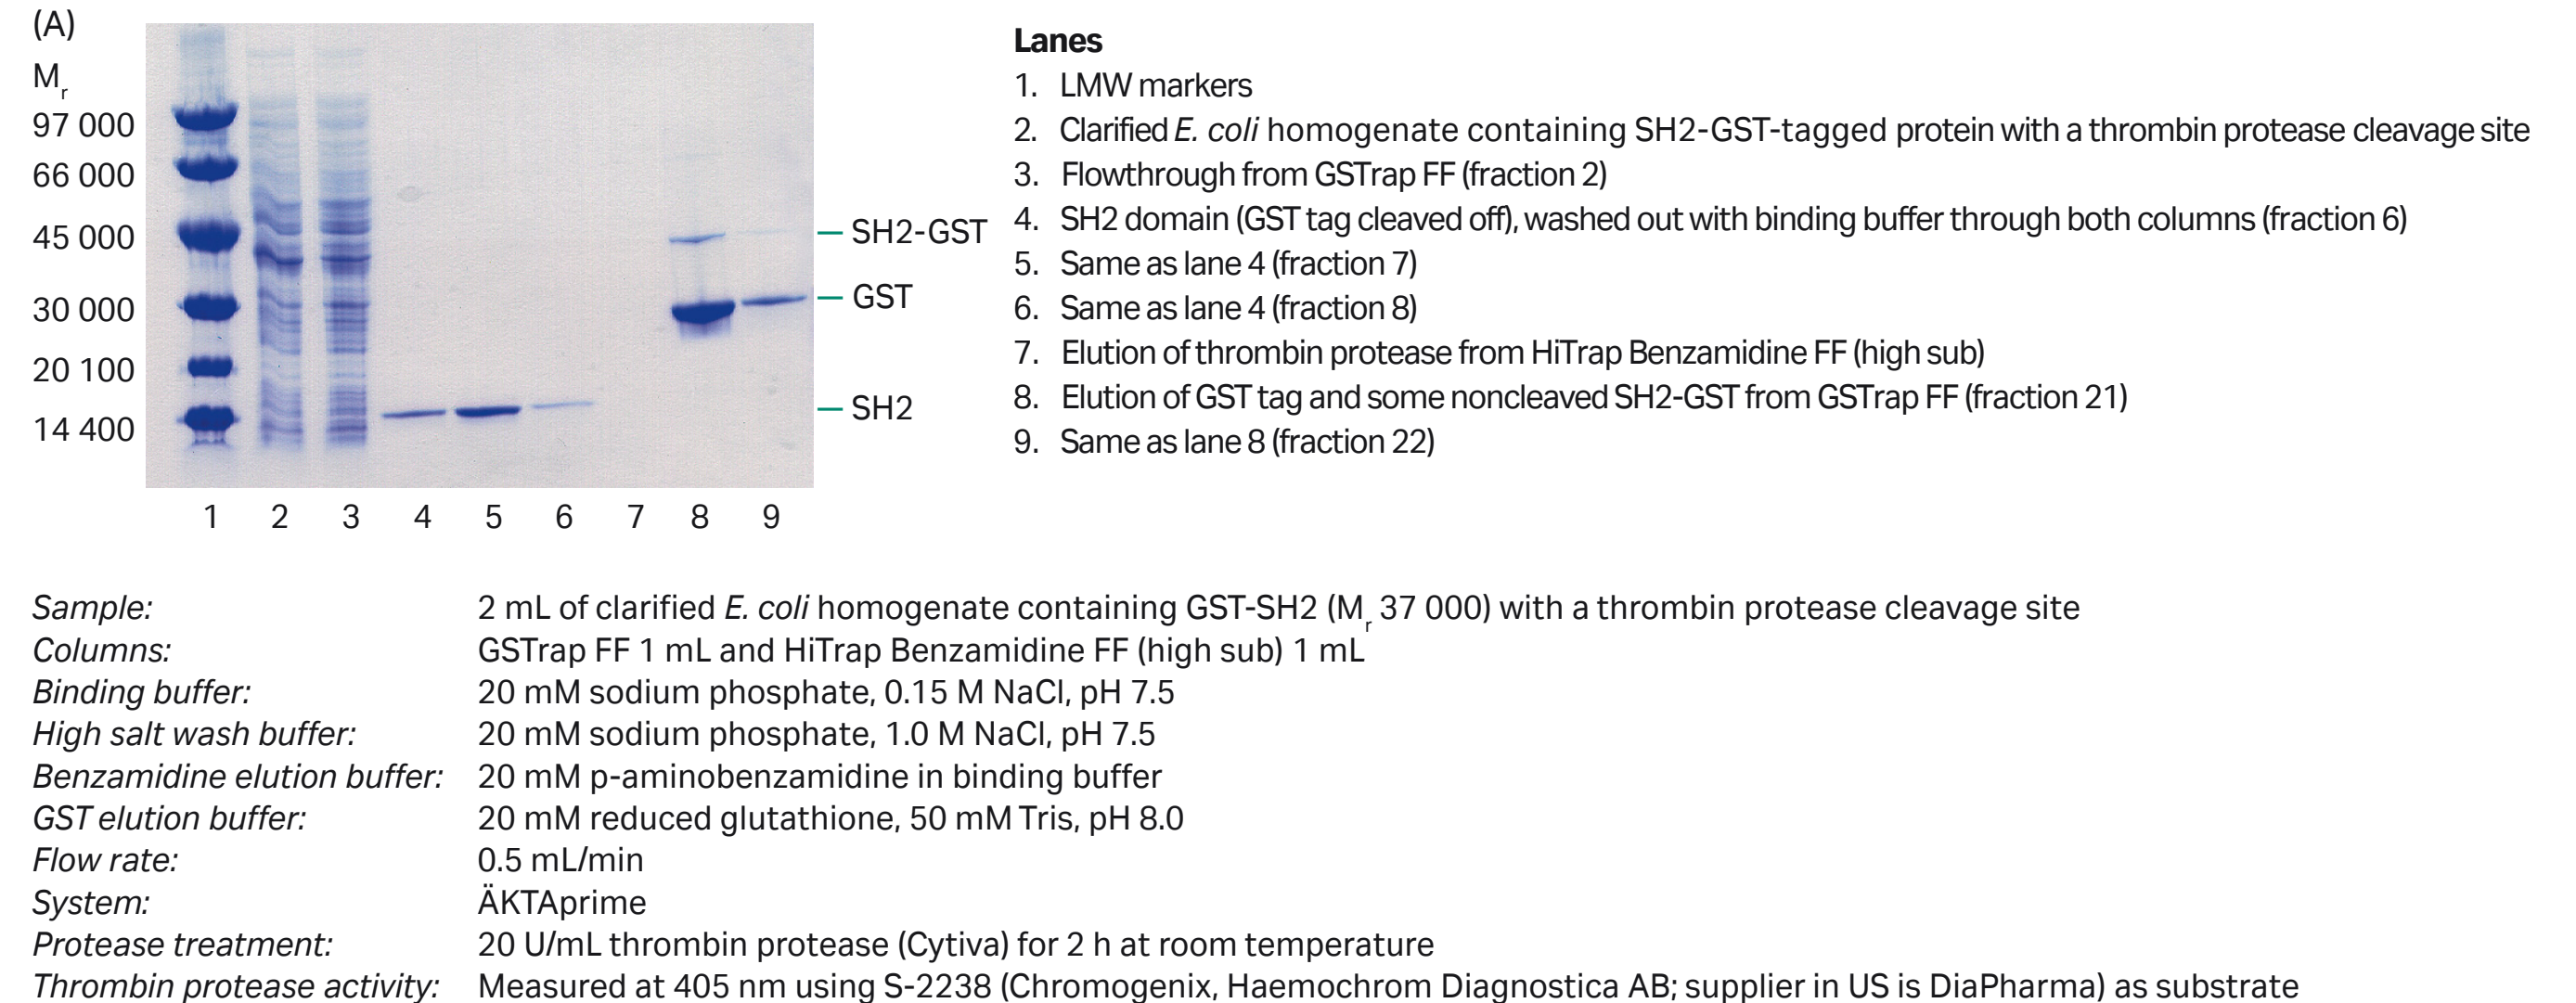 (A)
M r
97 000
66 000
45 000
30 000
20 100
14 400
SH2-GST
GST
SH2
1 2 3 4 5 6 7 8 9
Lanes
1. LMW markers
2. Clarified E. coli homogenate containing SH2-GST-tagged protein with a thrombin protease cleavage site
3. Flowthrough from GSTrap FF (fraction 2)
4. SH2 domain (GST tag cleaved off), washed out with binding buffer through both columns (fraction 6)
5. Same as lane 4 (fraction 7)
6. Same as lane 4 (fraction 8)
7. Elution of thrombin protease from HiTrap Benzamidine FF (high sub)
8. Elution of GST tag and some noncleaved SH2-GST from GSTrap FF (fraction 21)
9. Same as lane 8 (fraction 22)
Sample: 2 mL of clarified E. coli homogenate containing GST-SH2 (Mr 37 000) with a thrombin protease cleavage site
Columns: GSTrap FF 1 mL and HiTrap Benzamidine FF (high sub) 1 mL
Binding buffer: 20 mM sodium phosphate, 0.15 M NaCl, pH 7.5
High salt wash buffer: 20 mM sodium phosphate, 1.0 M NaCl, pH 7.5
Benzamidine elution buffer: 20 mM p-aminobenzamidine in binding buffer
GST elution buffer: 20 mM reduced glutathione, 50 mM Tris, pH 8.0
Flow rate: 0.5 mL/min
System: ÄKTAprime
Protease treatment: 20 U/mL thrombin protease (Cytiva) for 2 h at room temperature
Thrombin protease activity: Measured at 405 nm using S-2238 (Chromogenix, Haemochrom Diagnostica AB; supplier in US is DiaPharma) as substrate